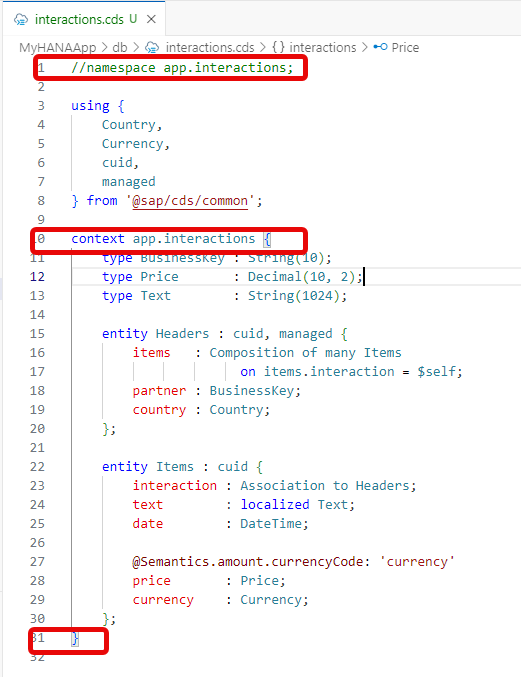 interactions.cds U
MyHANAApp > db > interactions.cds > {} interactions > Price
1 //namespace app.interactions;
2
3 using {
4 Country,
5 Currency,
6 cuid,
7 managed
8 } from '@sap/cds/common';
9
10 context app.interactions {
11 type BusinessKey : String(10);
12 type Price : Decimal(10, 2);
13 type Text : String(1024);
14
15 entity Headers : cuid, managed {
16 items : Composition of many Items
17 on items.interaction = $self;
18 partner : BusinessKey;
19 country : Country;
20 };
21
22 entity Items : cuid {
23 interaction : Association to Headers;
24 text : localized Text;
25 date : DateTime;
26
27 @Semantics.amount.currencyCode: 'currency'
28 price : Price;
29 currency : Currency;
30 };
31 }
32